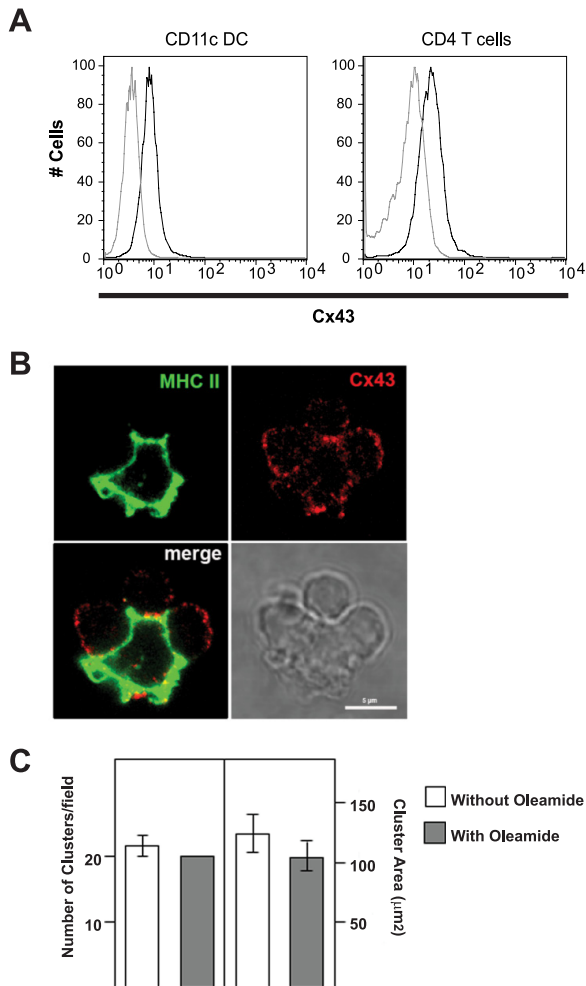 A
CD11c DC
CD4 T cells
# Cells
100
80
60
40
20
0
10^0
10^1
10^2
10^3
10^4
100
80
60
40
20
0
10^0
10^1
10^2
10^3
10^4
Cx43
B
MHC II
Cx43
merge
5 µm
C
Number of Clusters/field
20
10
150
100
50
Cluster Area (µm2)
Without Oleamide
With Oleamide